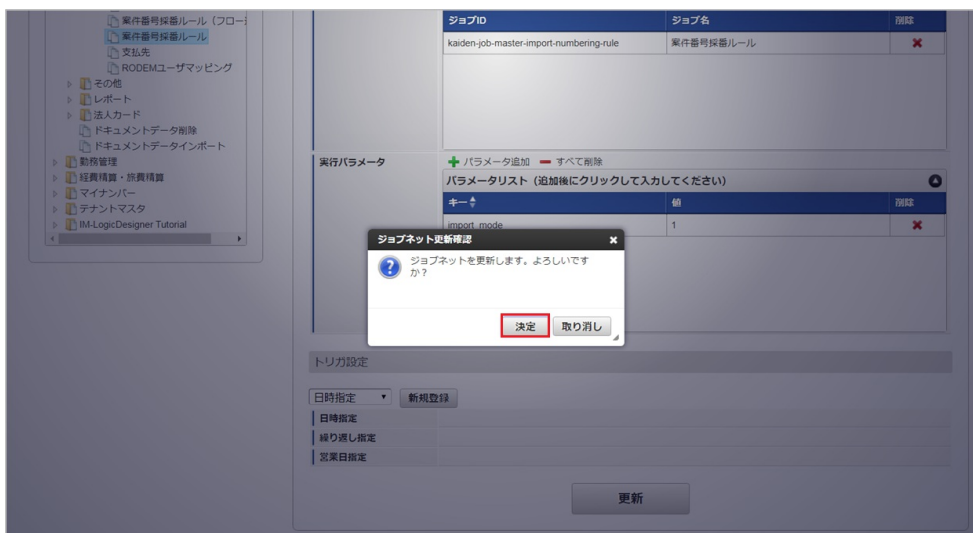 案件番号採番ルール（フロー
案件番号採番ルール
支払先
RODEMユーザマッピング
その他
レポート
法人カード
ドキュメントデータ削除
ドキュメントデータインポート
勤務管理
経費精算・旅費精算
マイナンバー
テナントマスタ
IM-LogicDesigner Tutorial
ジョブID ジョブ名 削除
kaiden-job-master-import-numbering-rule 案件番号採番ルール
実行パラメータ
パラメータ追加 すべて削除
パラメータリスト（追加後にクリックして入力してください）
キー 値 削除
import_mode 1
ジョブネット更新確認
ジョブネットを更新します。よろしいです
か？
決定 取り消し
トリガ設定
日時指定 新規登録
日時指定
繰り返し指定
営業日指定
更新